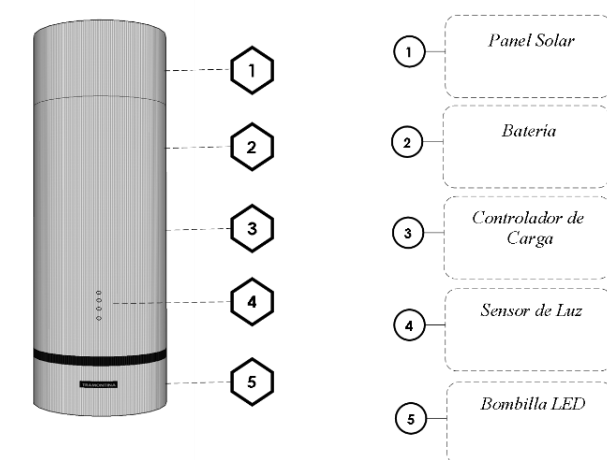 1
2
3
4
5
TRAMONTINA
1
Panel Solar
2
Batería
3
Controlador de
Carga
4
Sensor de Luz
5
Bombilla LED